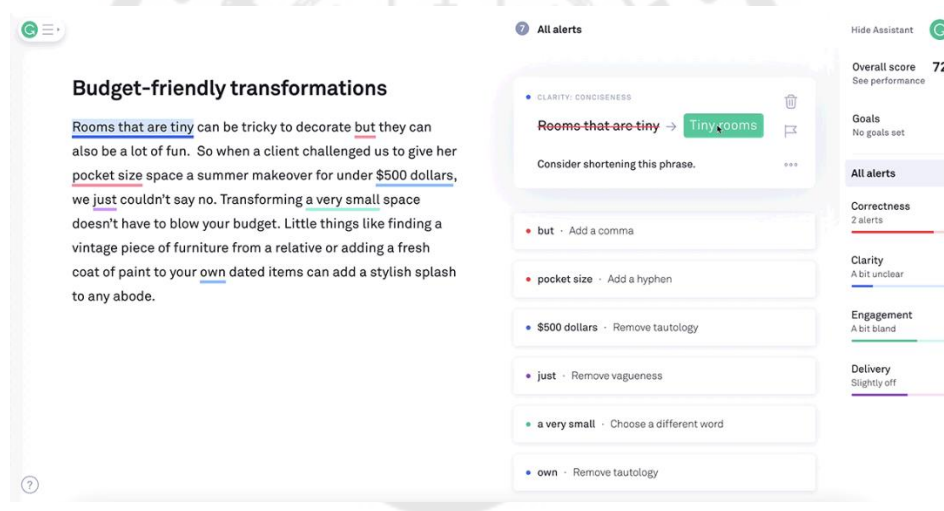 7 All alerts
Hide Assistant
Budget-friendly transformations
Rooms that are tiny can be tricky to decorate but they can
also be a lot of fun. So when a client challenged us to give her
pocket size space a summer makeover for under $500 dollars,
we just couldn't say no. Transforming a very small space
doesn't have to blow your budget. Little things like finding a
vintage piece of furniture from a relative or adding a fresh
coat of paint to your own dated items can add a stylish splash
to any abode.
CLARITY: CONCISENESS
Rooms that are tiny → Tiny rooms
Consider shortening this phrase.
but · Add a comma
pocket size · Add a hyphen
$500 dollars · Remove tautology
just · Remove vagueness
a very small · Choose a different word
own · Remove tautology
Overall score 72
See performance
Goals
No goals set
All alerts
Correctness
2 alerts
Clarity
A bit unclear
Engagement
A bit bland
Delivery
Slightly off
?